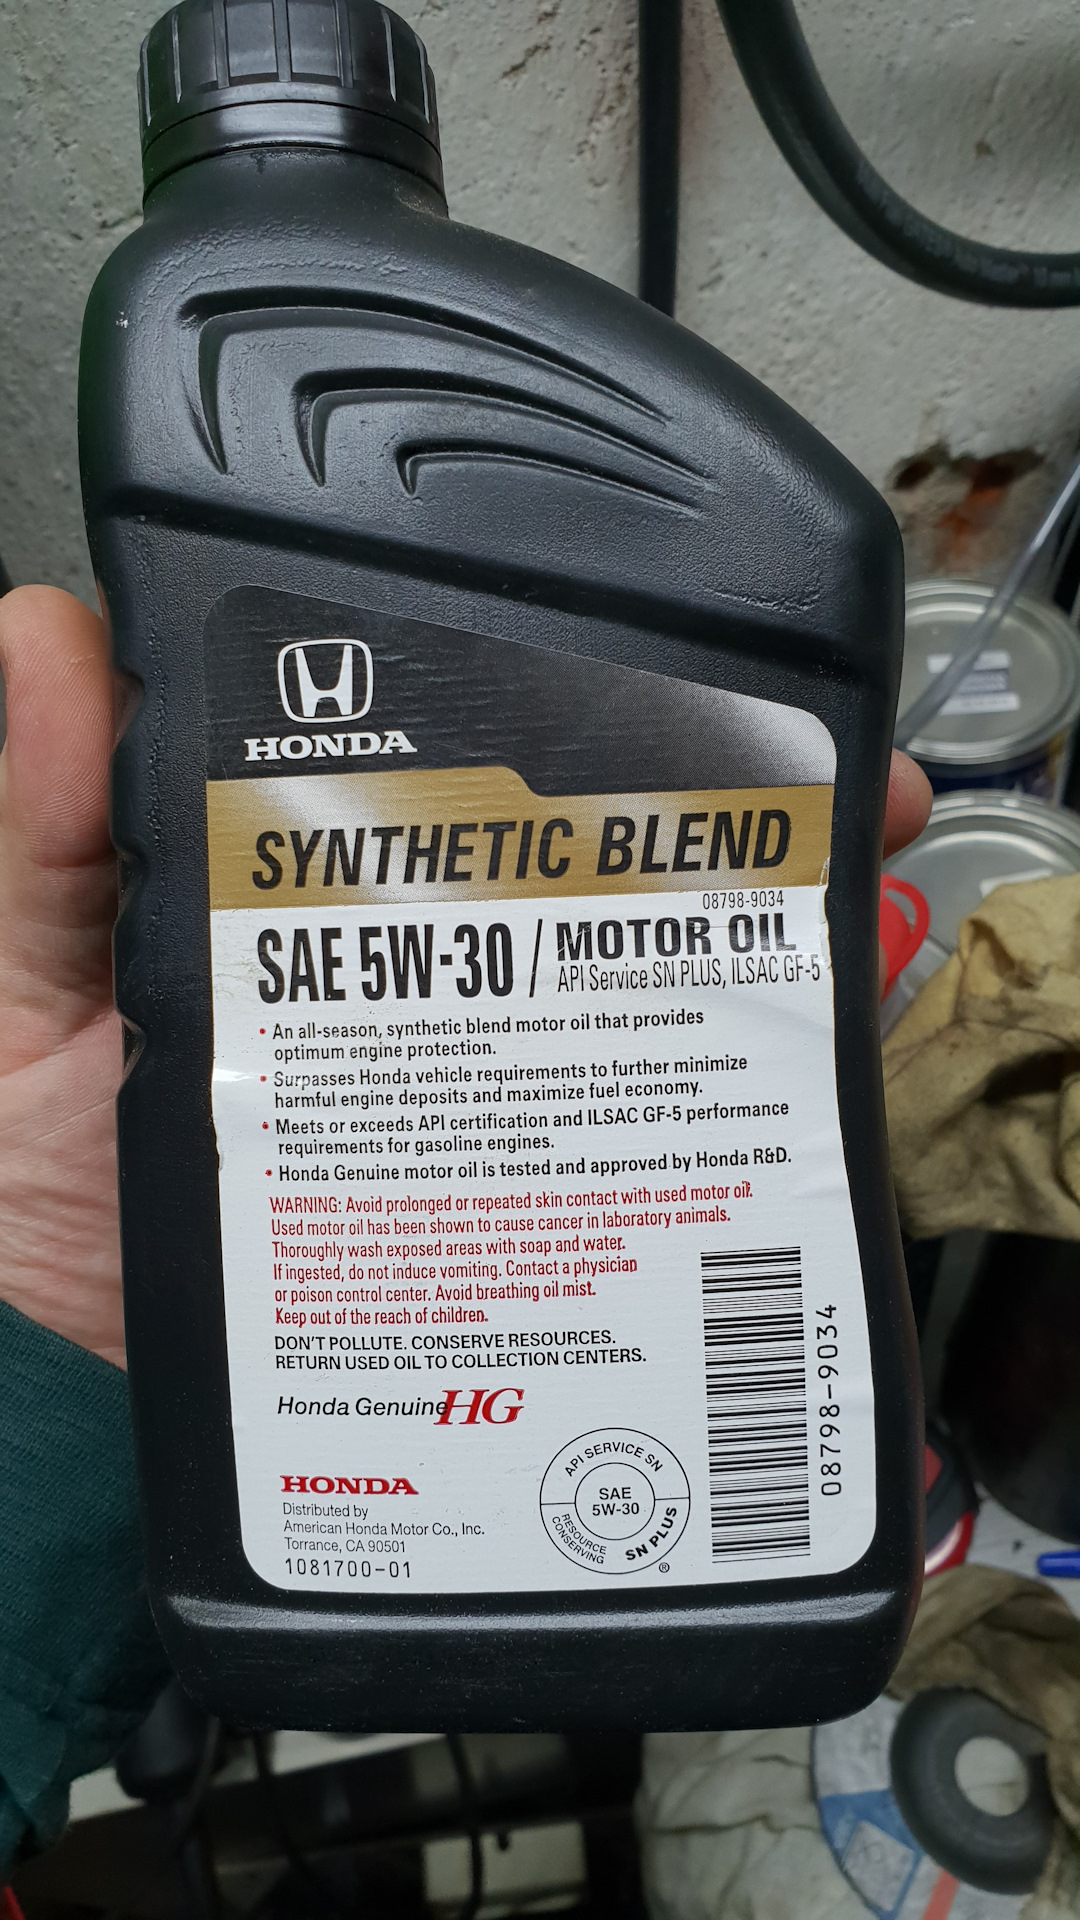 HONDA
SYNTHETIC BLEND
08798-9034
SAE 5W-30 / MOTOR OIL
API Service SN PLUS, ILSAC GF-5
• An all-season, synthetic blend motor oil that provides
optimum engine protection.
• Surpasses Honda vehicle requirements to further minimize
harmful engine deposits and maximize fuel economy.
• Meets or exceeds API certification and ILSAC GF-5 performance
requirements for gasoline engines.
• Honda Genuine motor oil is tested and approved by Honda R&D.
WARNING: Avoid prolonged or repeated skin contact with used motor oil.
Used motor oil has been shown to cause cancer in laboratory animals.
Thoroughly wash exposed areas with soap and water.
If ingested, do not induce vomiting. Contact a physician
or poison control center. Avoid breathing oil mist.
Keep out of the reach of children.
DON'T POLLUTE. CONSERVE RESOURCES.
RETURN USED OIL TO COLLECTION CENTERS.
Honda Genuine HG
HONDA
Distributed by
American Honda Motor Co., Inc.
Torrance, CA 90501
1081700-01
API SERVICE SN
SAE
5W-30
RESOURCE
CONSERVING
SN PLUS
®
08798-9034